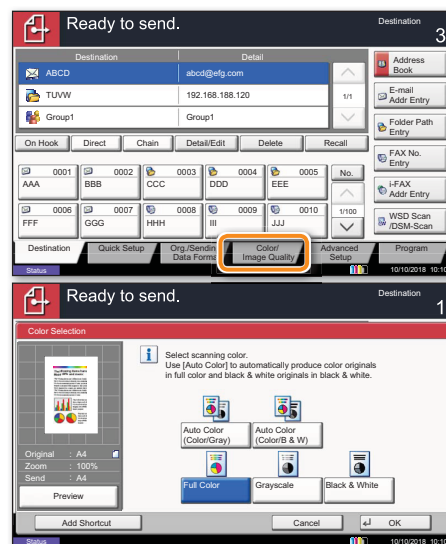 Ready to send.
Destination
3
Destination Detail
ABCD abcd@efg.com
TUVW 192.168.188.120
Group1 Group1
1/1
Address
Book
E-mail
Addr Entry
Folder Path
Entry
FAX No.
Entry
i-FAX
Addr Entry
WSD Scan
/DSM-Scan
On Hook Direct Chain Detail/Edit Delete Recall
0001 0002 0003 0004 0005 No.
AAA BBB CCC DDD EEE
0006 0007 0008 0009 0010 1/100
FFF GGG HHH III JJJ
Destination Quick Setup Org./Sending
Data Format Color/
Image Quality Advanced
Setup Program
Status 10/10/2018 10:10
Ready to send.
Destination
1
Color Selection
Select scanning color.
Use [Auto Color] to automatically produce color originals
in full color and black & white originals in black & white.
Auto Color
(Color/Gray)
Auto Color
(Color/B & W)
Full Color Grayscale Black & White
Original : A4
Zoom : 100%
Send : A4
Preview
Add Shortcut Cancel OK
Status 10/10/2018 10:10